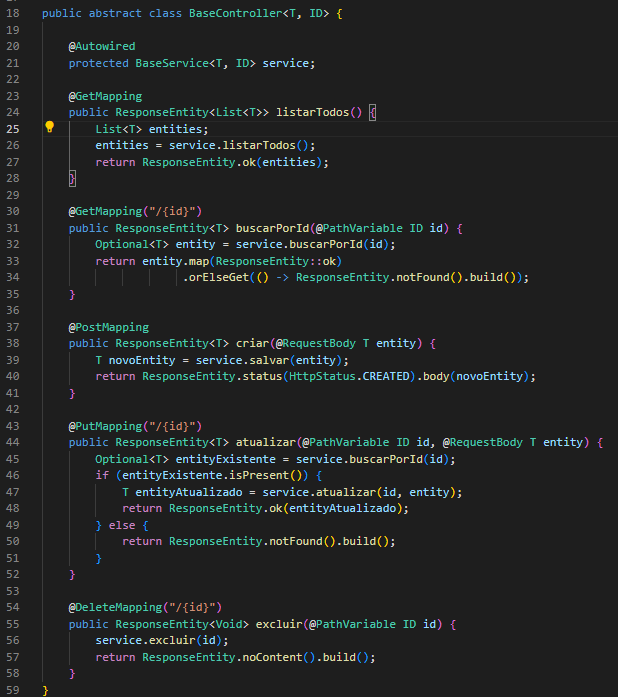 18 public abstract class BaseController<T, ID> {
19
20 @Autowired
21 protected BaseService<T, ID> service;
22
23 @GetMapping
24 public ResponseEntity<List<T>> listarTodos() {
25 List<T> entities;
26 entities = service.listarTodos();
27 return ResponseEntity.ok(entities);
28 }
29
30 @GetMapping("/{id}")
31 public ResponseEntity<T> buscarPorId(@PathVariable ID id) {
32 Optional<T> entity = service.buscarPorId(id);
33 return entity.map(ResponseEntity::ok)
34 .orElseGet(() -> ResponseEntity.notFound().build());
35 }
36
37 @PostMapping
38 public ResponseEntity<T> criar(@RequestBody T entity) {
39 T novoEntity = service.salvar(entity);
40 return ResponseEntity.status(HttpStatus.CREATED).body(novoEntity);
41 }
42
43 @PutMapping("/{id}")
44 public ResponseEntity<T> atualizar(@PathVariable ID id, @RequestBody T entity) {
45 Optional<T> entityExistente = service.buscarPorId(id);
46 if (entityExistente.isPresent()) {
47 T entityAtualizado = service.atualizar(id, entity);
48 return ResponseEntity.ok(entityAtualizado);
49 } else {
50 return ResponseEntity.notFound().build();
51 }
52 }
53
54 @DeleteMapping("/{id}")
55 public ResponseEntity<Void> excluir(@PathVariable ID id) {
56 service.excluir(id);
57 return ResponseEntity.noContent().build();
58 }
59 }